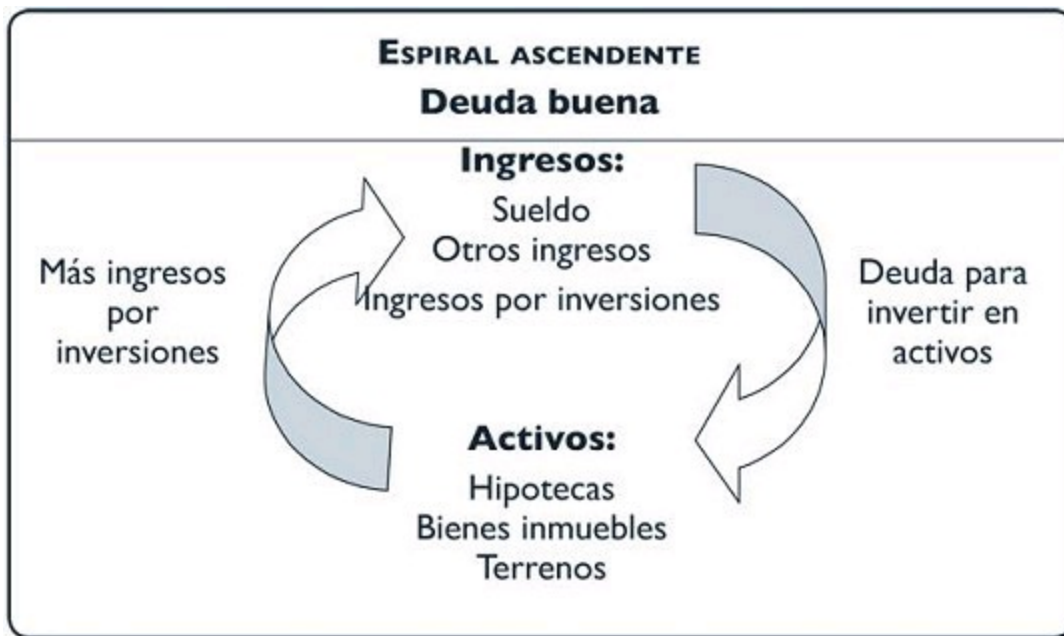 ESPIRAL ASCENDENTE
Deuda buena
Ingresos:
Sueldo
Otros ingresos
Ingresos por inversiones
Más ingresos
por
inversiones
Deuda para
invertir en
activos
Activos:
Hipotecas
Bienes inmuebles
Terrenos